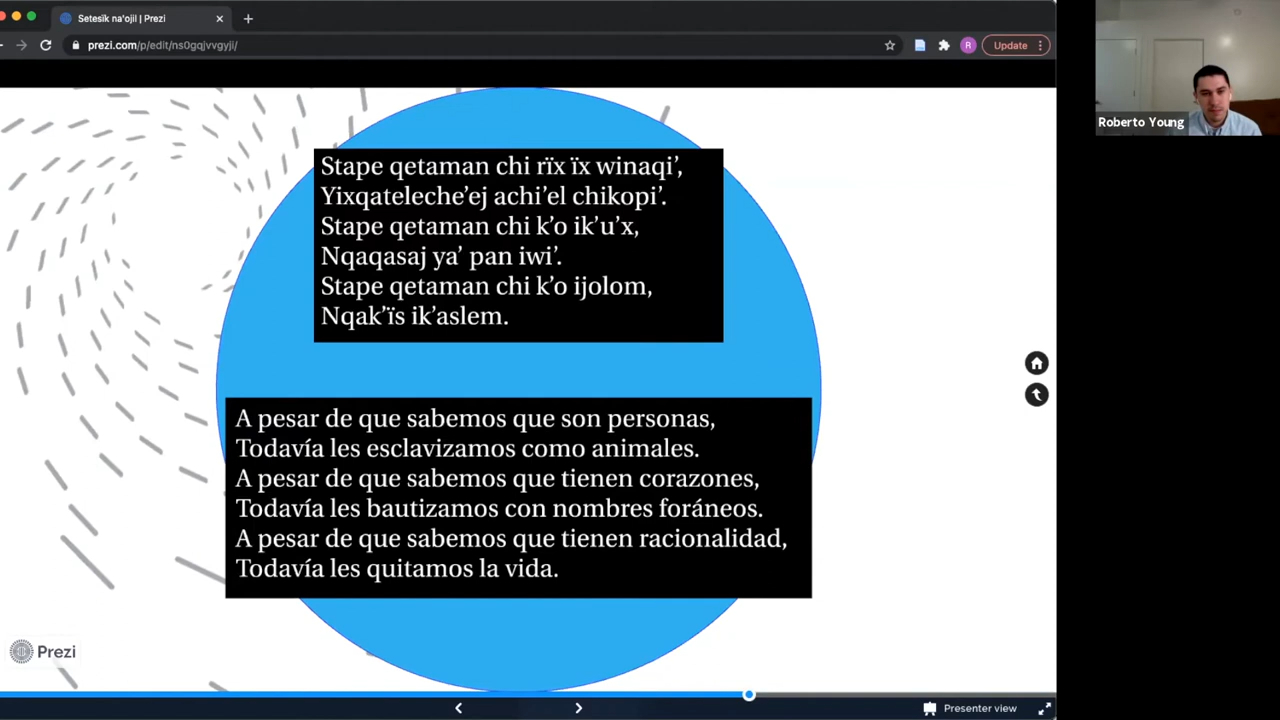 Setesïk na'ojil | Prezi
prezi.com/p/edit/ns0gqjvvgyji/
R
Update
Roberto Young
Stape qetaman chi rïx ïx winaqi’,
Yixqateleche’ej achi’el chikopi’.
Stape qetaman chi k’o ik’u’x,
Nqaqasaj ya’ pan iwi’.
Stape qetaman chi k’o ijolom,
Nqak’ïs ik’aslem.
A pesar de que sabemos que son personas,
Todavía les esclavizamos como animales.
A pesar de que sabemos que tienen corazones,
Todavía les bautizamos con nombres foráneos.
A pesar de que sabemos que tienen racionalidad,
Todavía les quitamos la vida.
Prezi
Presenter view